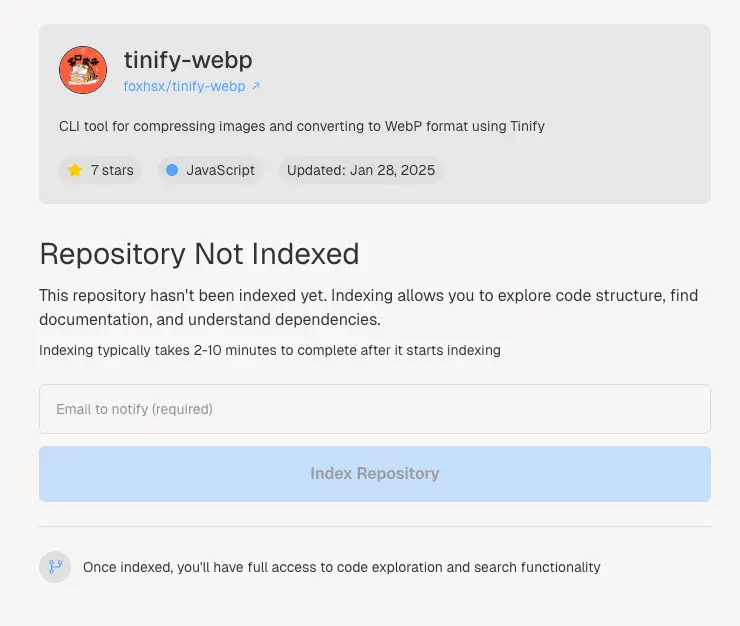 tinify-webp
foxhsx/tinify-webp ↗
CLI tool for compressing images and converting to WebP format using Tinify
7 stars
JavaScript
Updated: Jan 28, 2025
Repository Not Indexed
This repository hasn't been indexed yet. Indexing allows you to explore code structure, find
documentation, and understand dependencies.
Indexing typically takes 2-10 minutes to complete after it starts indexing
Email to notify (required)
Index Repository
Once indexed, you'll have full access to code exploration and search functionality